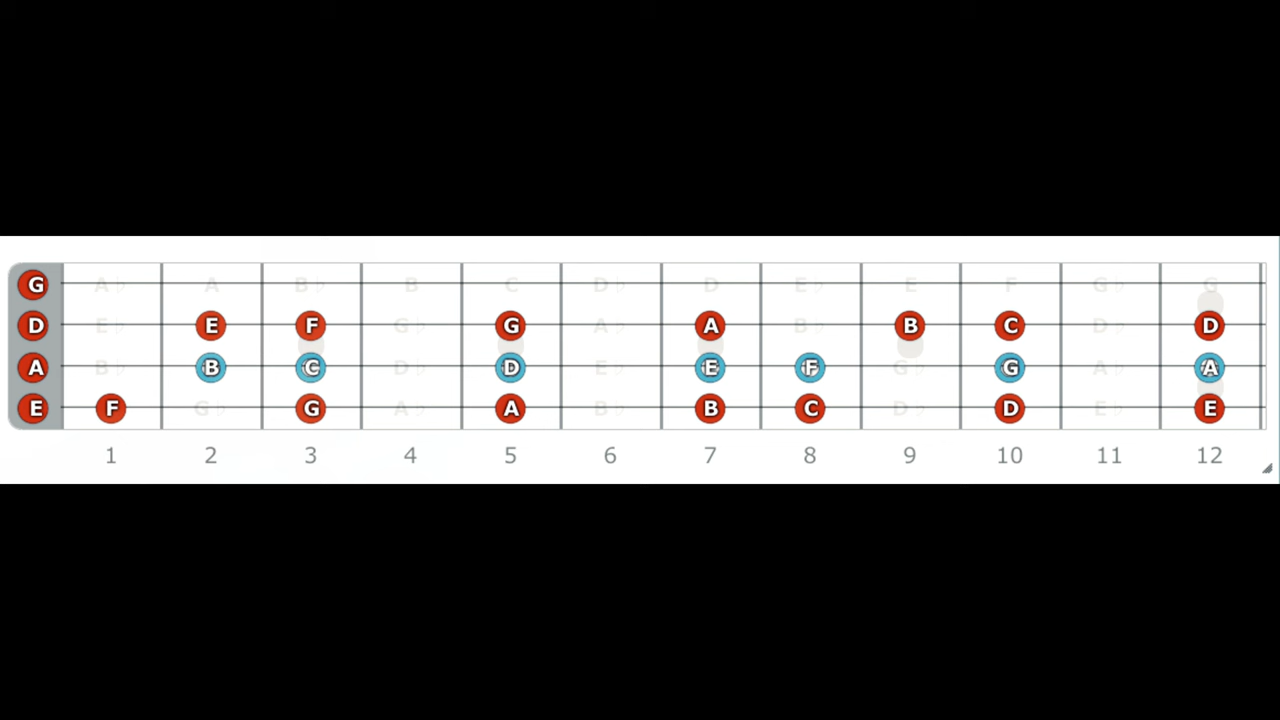 G A♭ A B♭ B C D♭ D E♭ E F G♭ G
D E♭ E F G♭ G A♭ A B♭ B C D♭ D
A B♭ B C D♭ D E♭ E F G♭ G A♭ A
E F G♭ G A♭ A B♭ B C D♭ D E♭ E
1 2 3 4 5 6 7 8 9 10 11 12